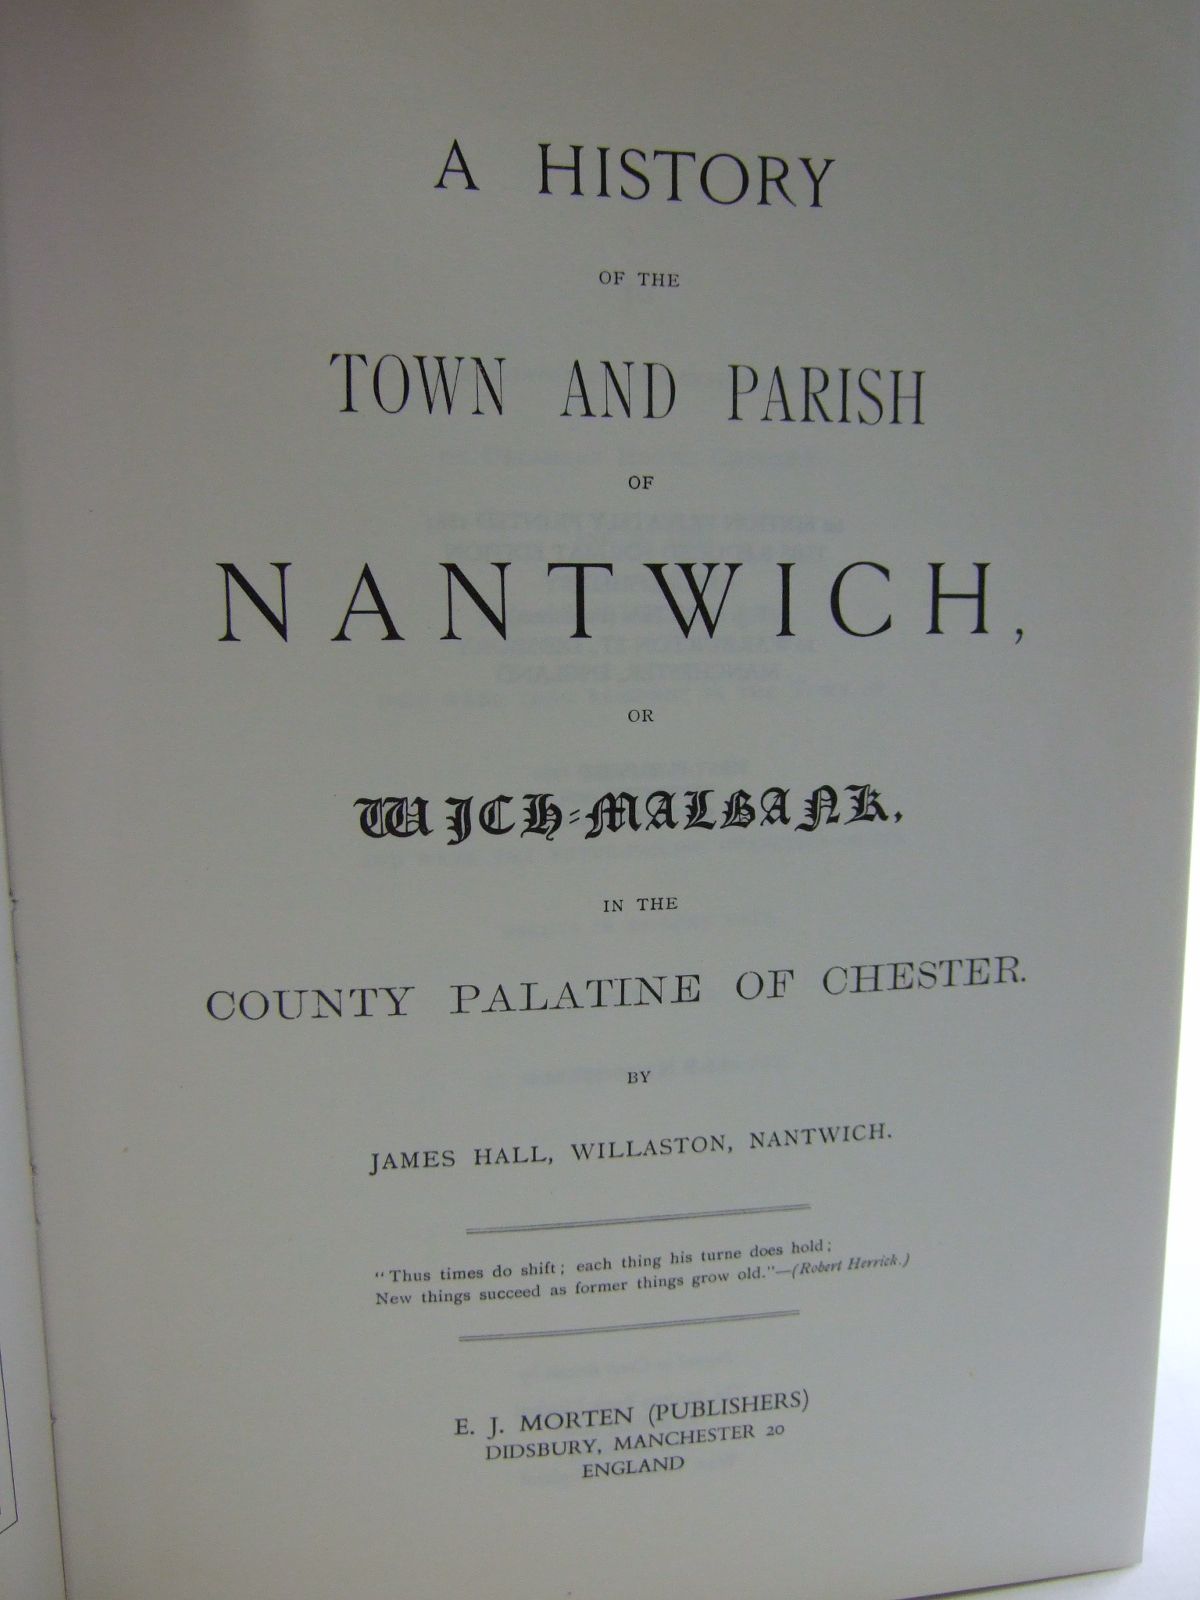 A HISTORY
OF THE
TOWN AND PARISH
OF
NANTWICH,
OR
WICH=MALBANK,
IN THE
COUNTY PALATINE OF CHESTER.
BY
JAMES HALL, WILLASTON, NANTWICH.
"Thus times do shift; each thing his turne does hold;
New things succeed as former things grow old."—(Robert Herrick.)
E. J. MORTEN (PUBLISHERS)
DIDSBURY, MANCHESTER 20
ENGLAND